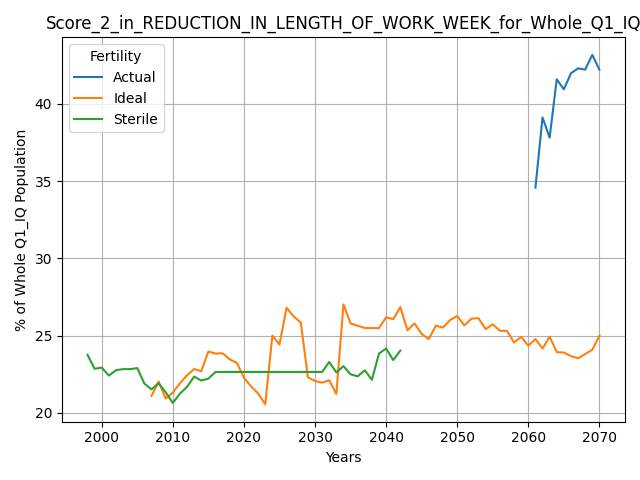 Score_2_in_REDUCTION_IN_LENGTH_OF_WORK_WEEK_for_Whole_Q1_IQ
Fertility
Actual
Ideal
Sterile
% of Whole Q1_IQ Population
40
35
30
25
20
2000 2010 2020 2030 2040 2050 2060 2070
Years